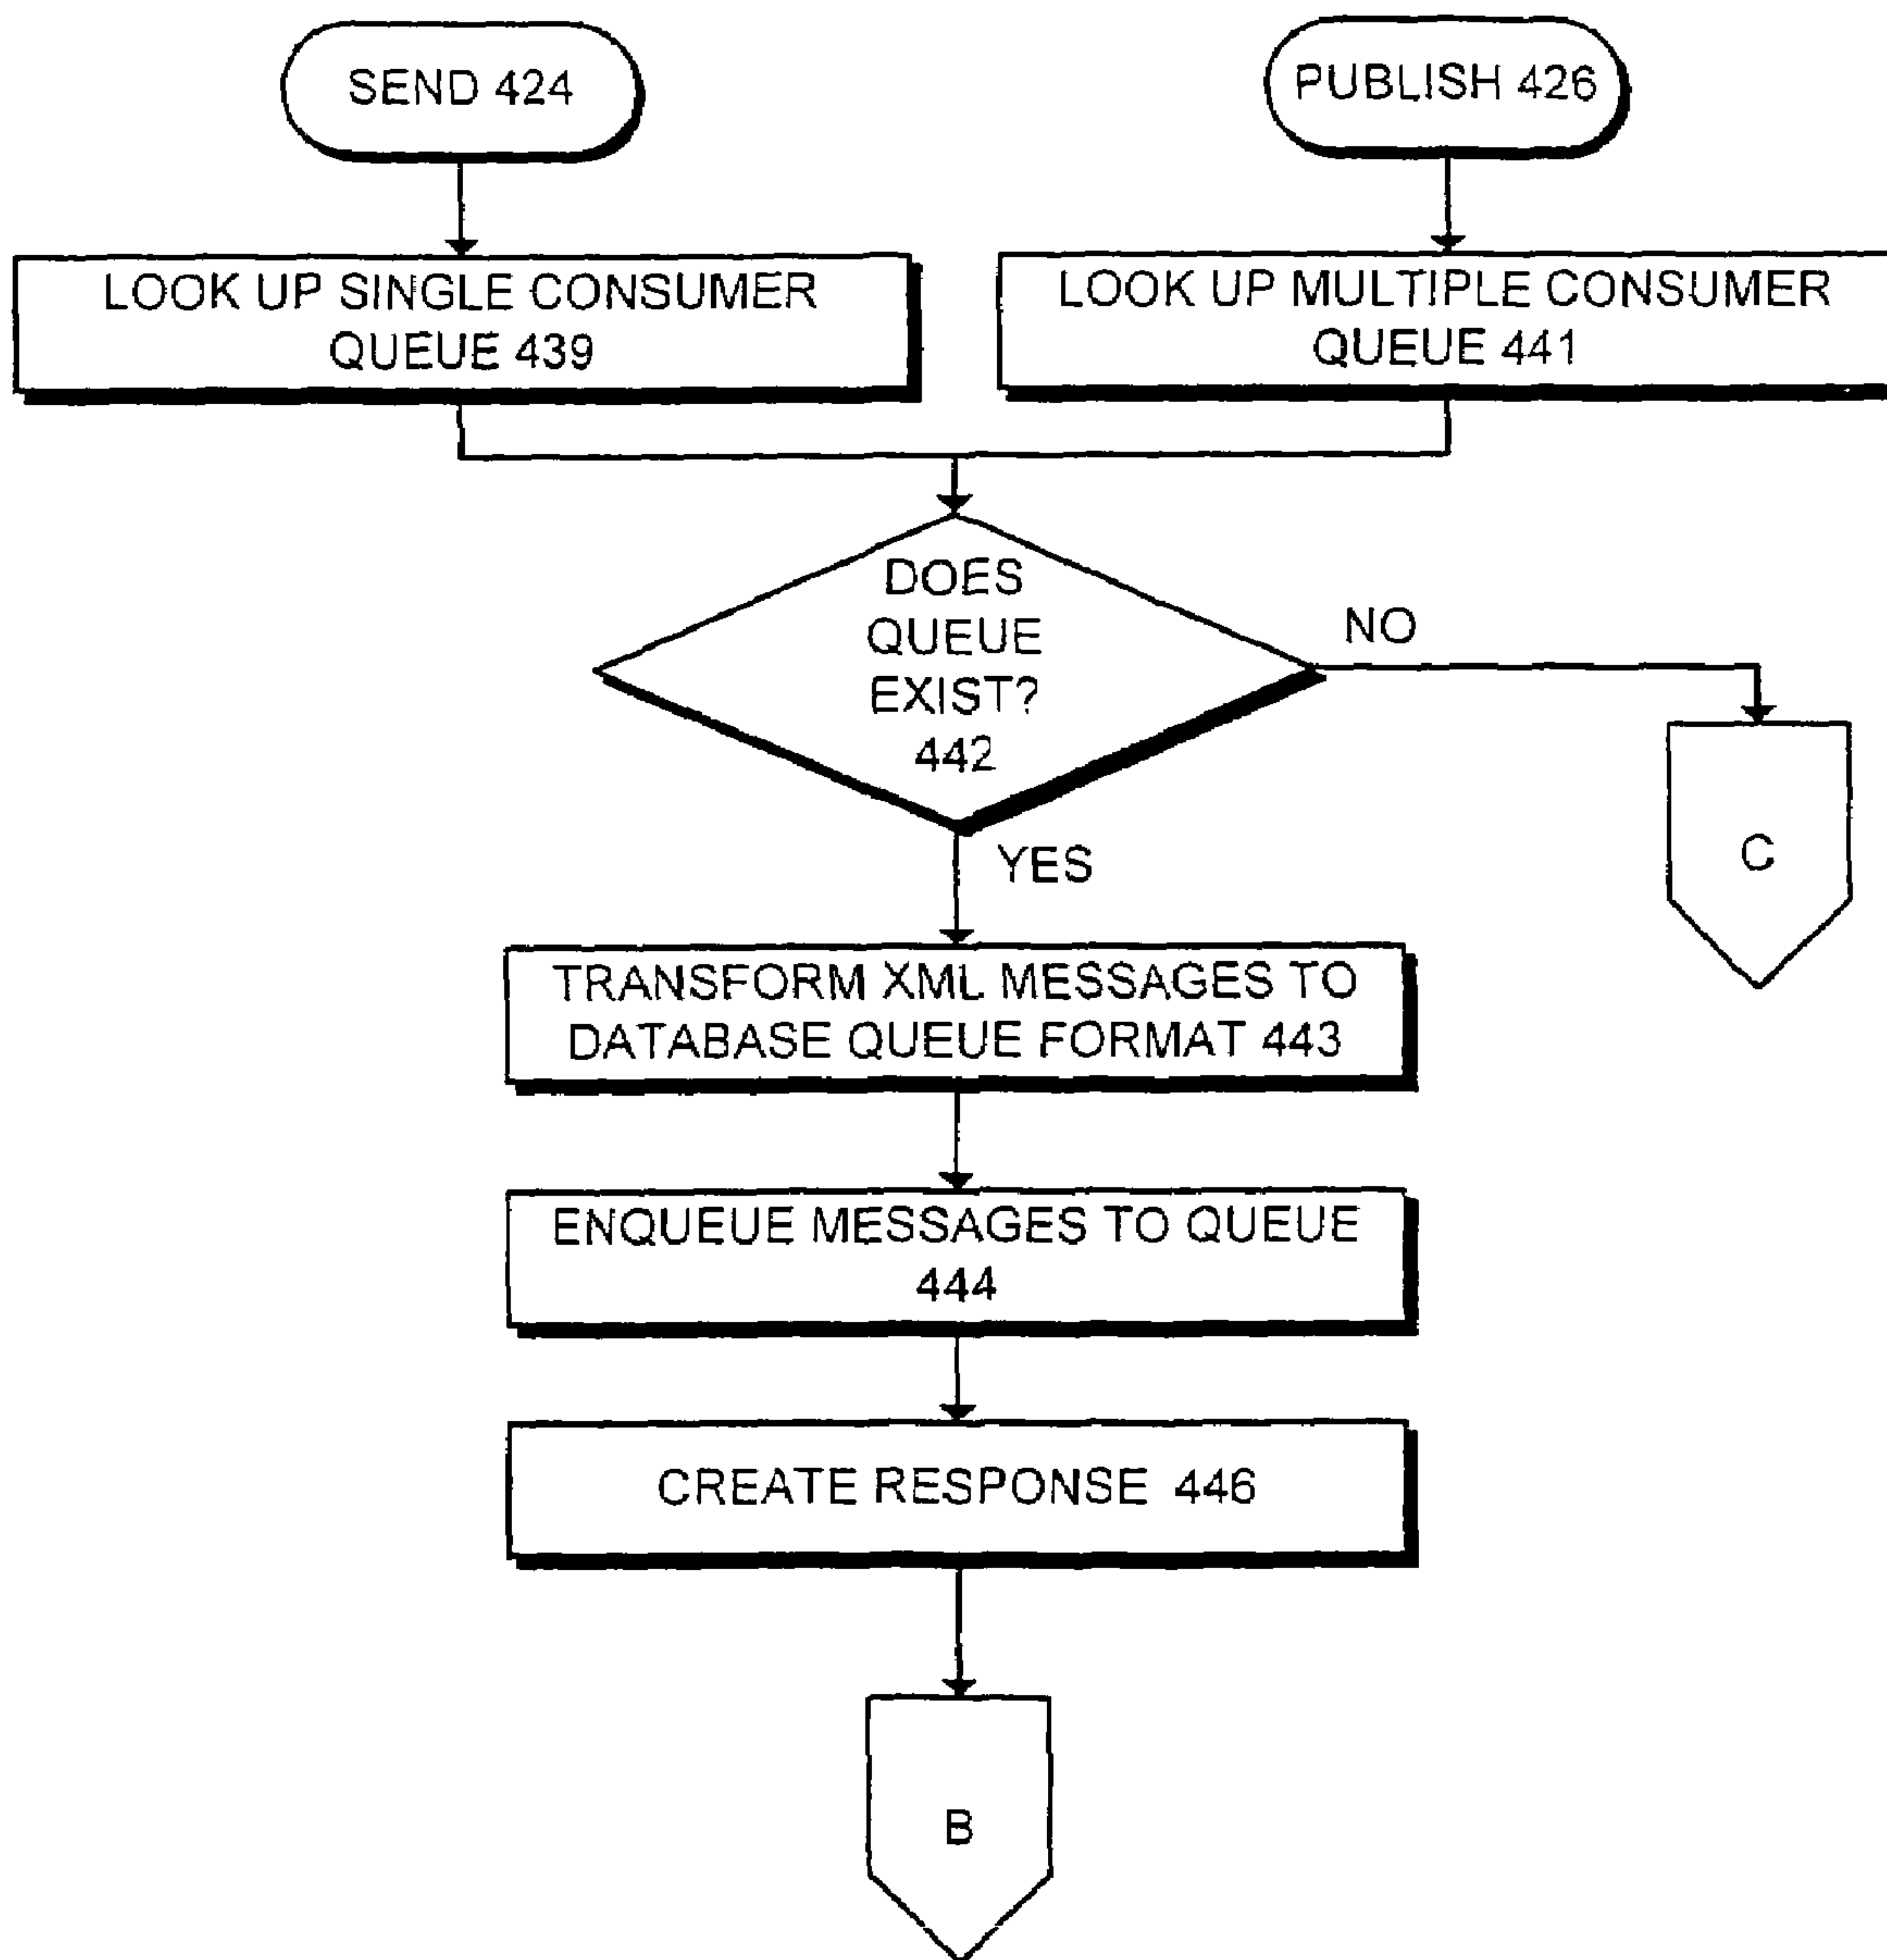 SEND 424
PUBLISH 426
LOOK UP SINGLE CONSUMER
QUEUE 439
LOOK UP MULTIPLE CONSUMER
QUEUE 441
DOES
QUEUE
EXIST?
442
NO
C
YES
TRANSFORM XML MESSAGES TO
DATABASE QUEUE FORMAT 443
ENQUEUE MESSAGES TO QUEUE
444
CREATE RESPONSE 446
B